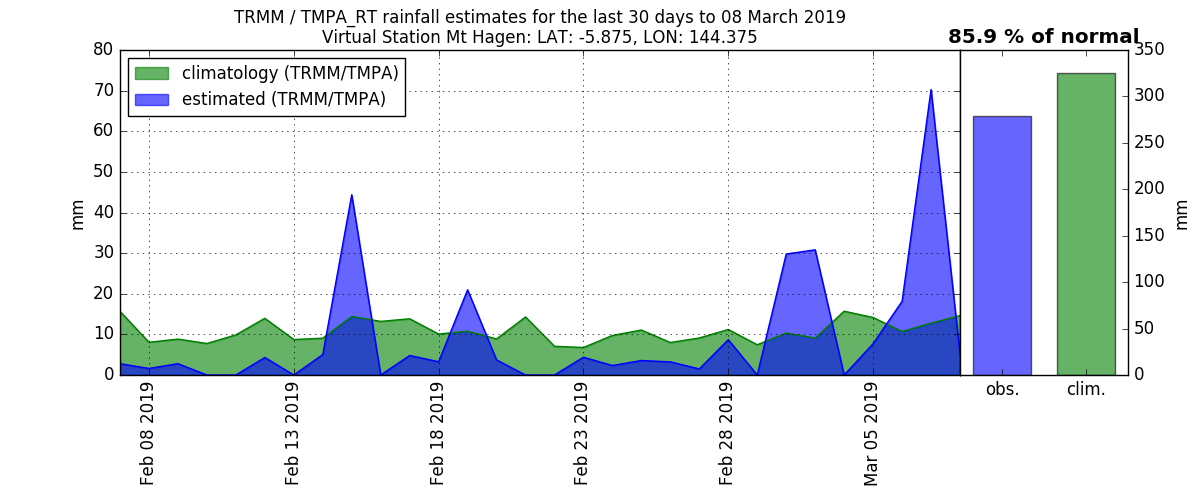 TRMM / TMPA_RT rainfall estimates for the last 30 days to 08 March 2019
Virtual Station Mt Hagen: LAT: -5.875, LON: 144.375
85.9 % of normal
climatology (TRMM/TMPA)
estimated (TRMM/TMPA)
80
70
60
50
40
30
20
10
0
mm
Feb 08 2019
Feb 13 2019
Feb 18 2019
Feb 23 2019
Feb 28 2019
Mar 05 2019
obs.
clim.
350
300
250
200
150
100
50
0
mm